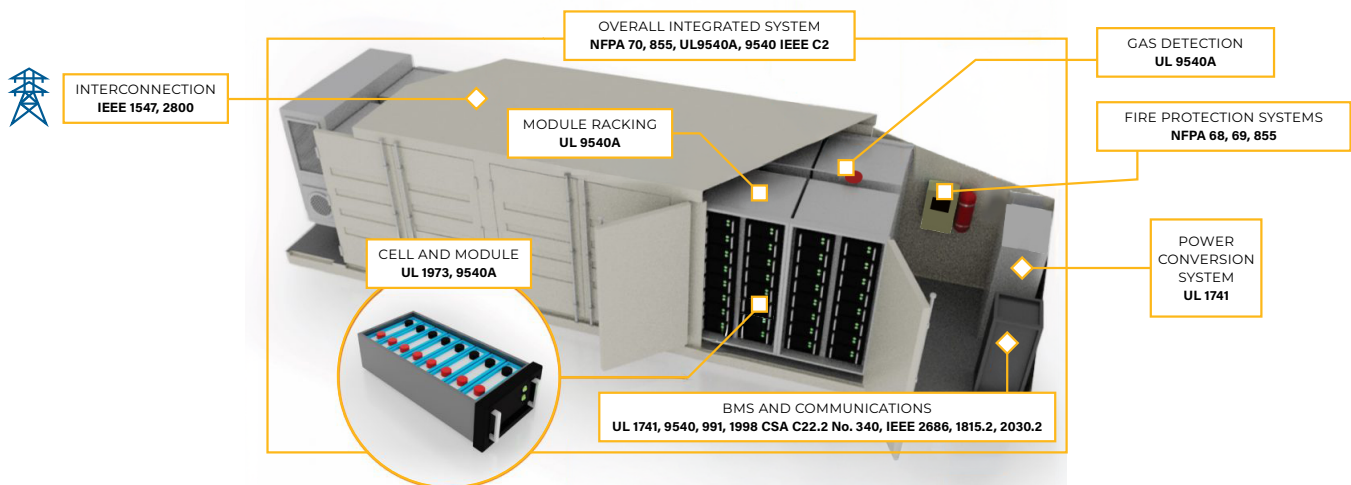 OVERALL INTEGRATED SYSTEM
NFPA 70, 855, UL9540A, 9540 IEEE C2
GAS DETECTION
UL 9540A
INTERCONNECTION
IEEE 1547, 2800
MODULE RACKING
UL 9540A
FIRE PROTECTION SYSTEMS
NFPA 68, 69, 855
CELL AND MODULE
UL 1973, 9540A
POWER
CONVERSION
SYSTEM
UL 1741
BMS AND COMMUNICATIONS
UL 1741, 9540, 991, 1998 CSA C22.2 No. 340, IEEE 2686, 1815.2, 2030.2